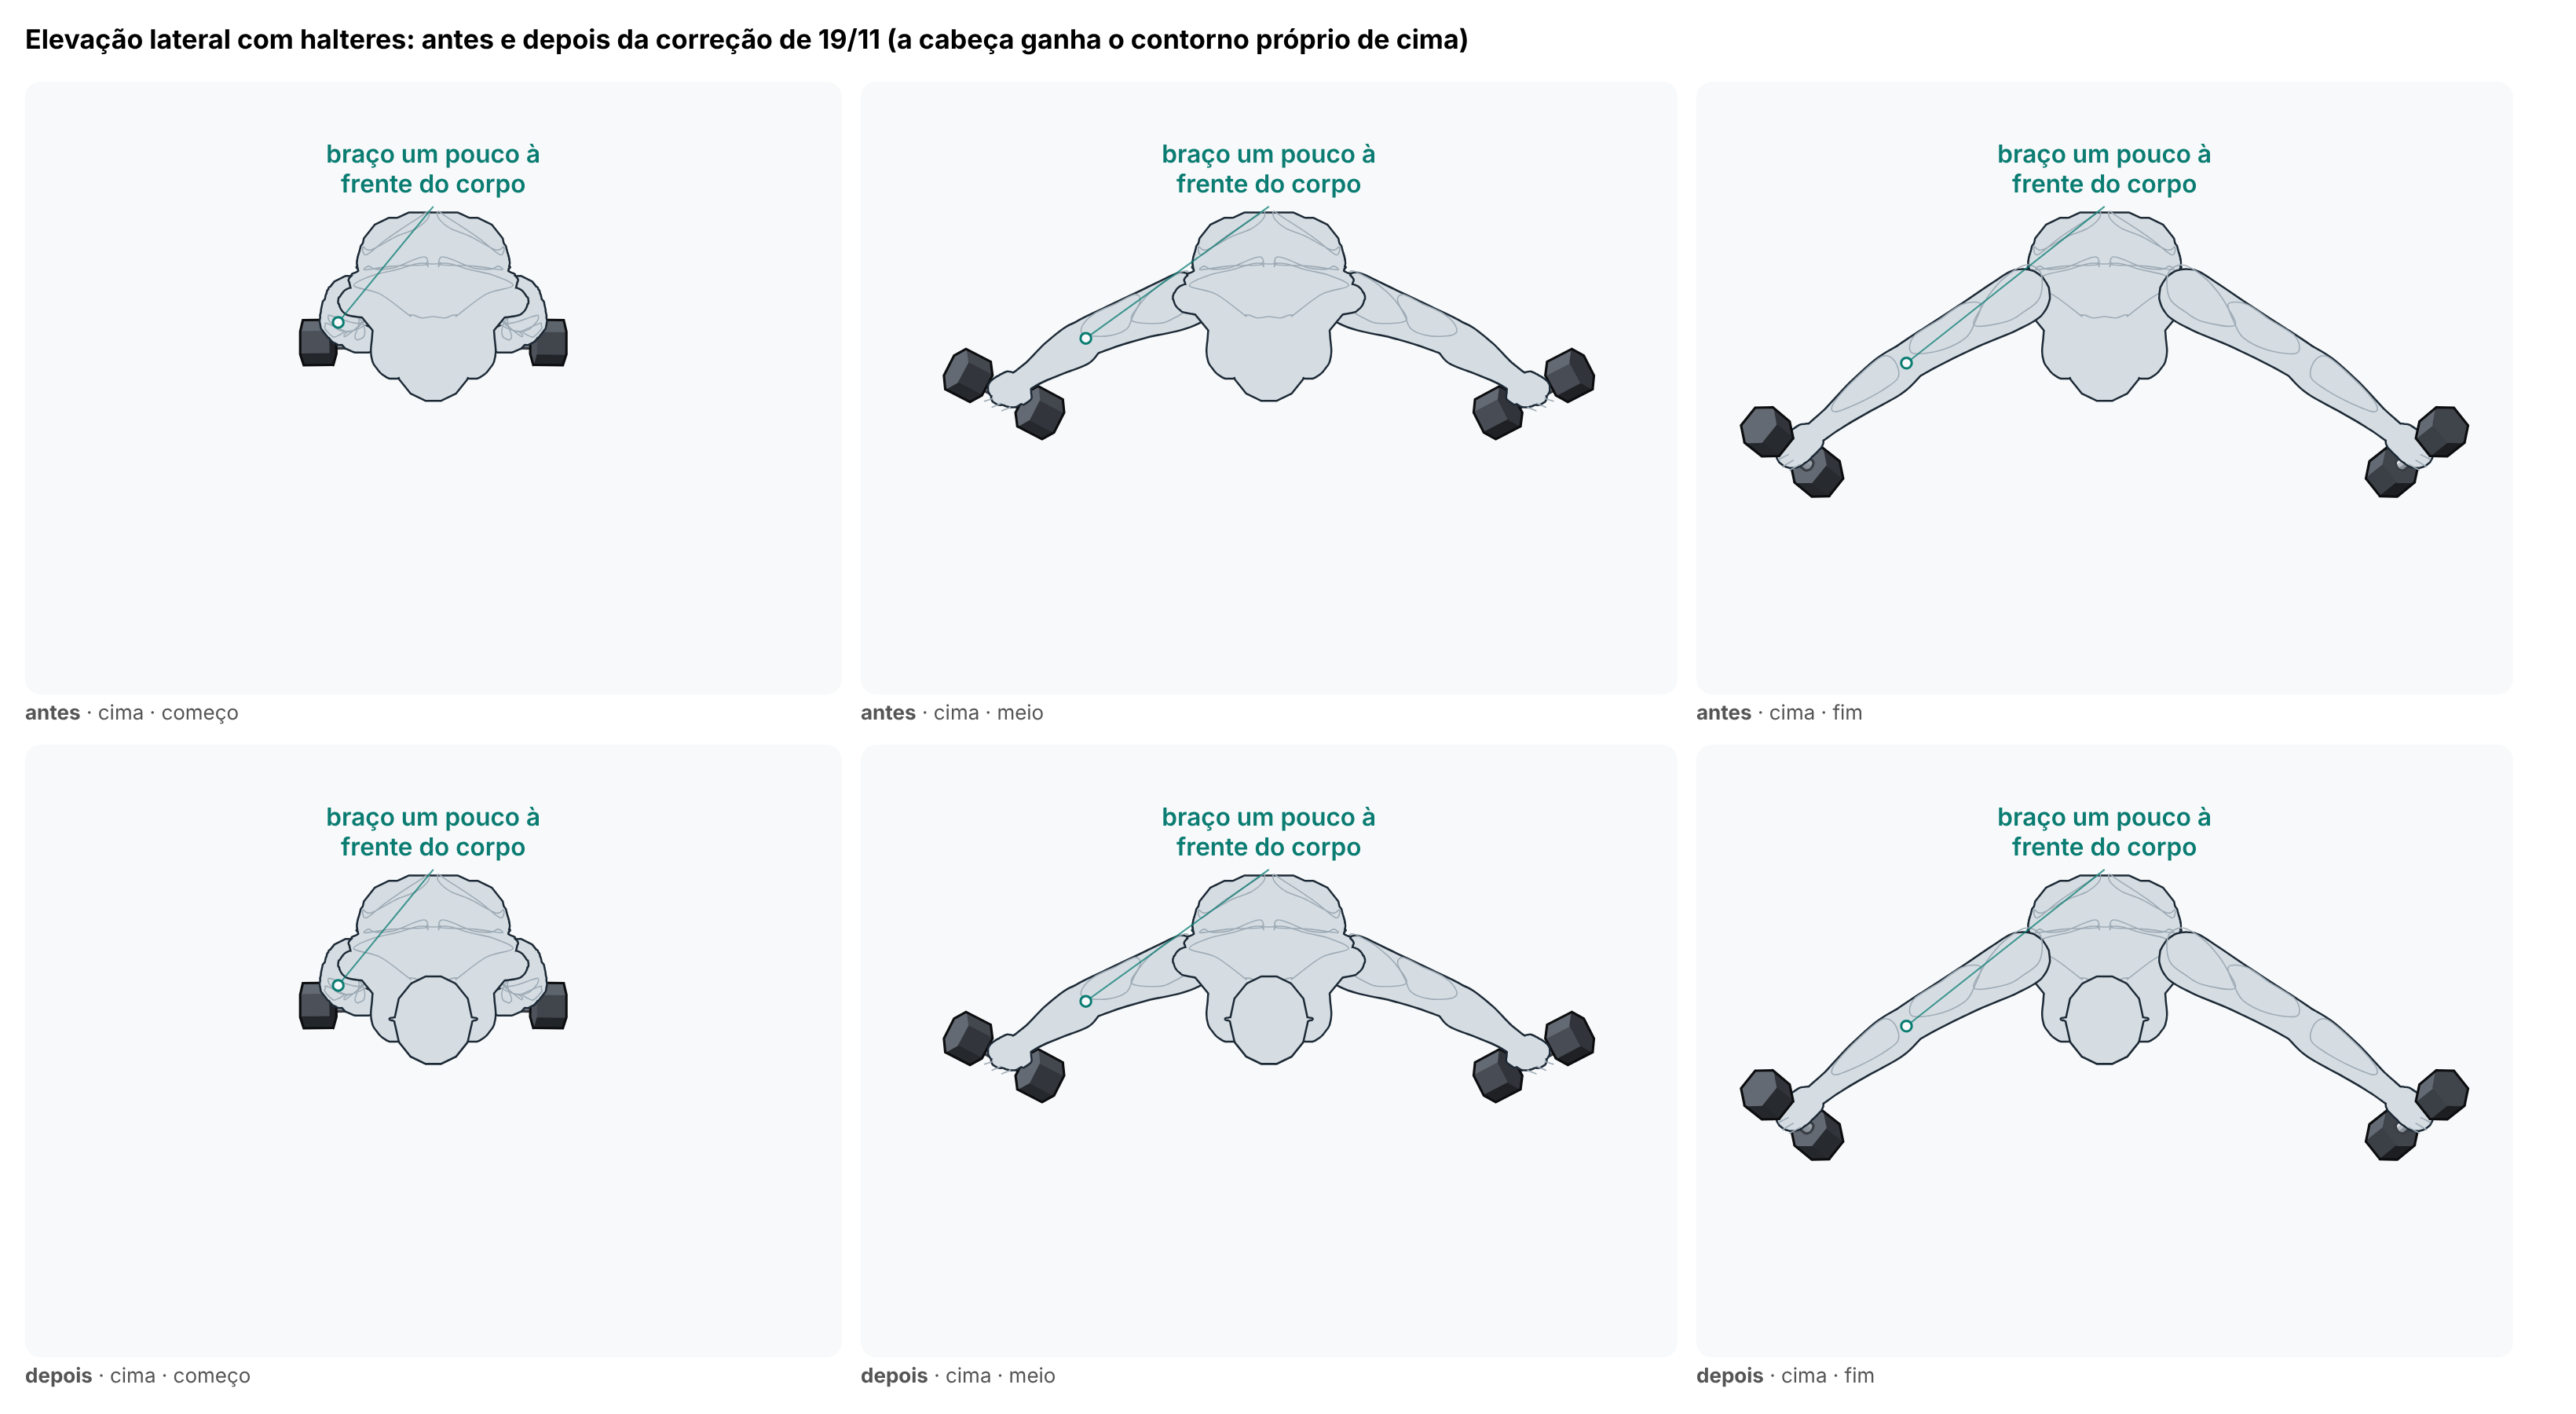 Elevação lateral com halteres: antes e depois da correção de 19/11 (a cabeça ganha o contorno próprio de cima)
braço um pouco à
frente do corpo
braço um pouco à
frente do corpo
braço um pouco à
frente do corpo
antes · cima · começo
antes · cima · meio
antes · cima · fim
braço um pouco à
frente do corpo
braço um pouco à
frente do corpo
braço um pouco à
frente do corpo
depois · cima · começo
depois · cima · meio
depois · cima · fim